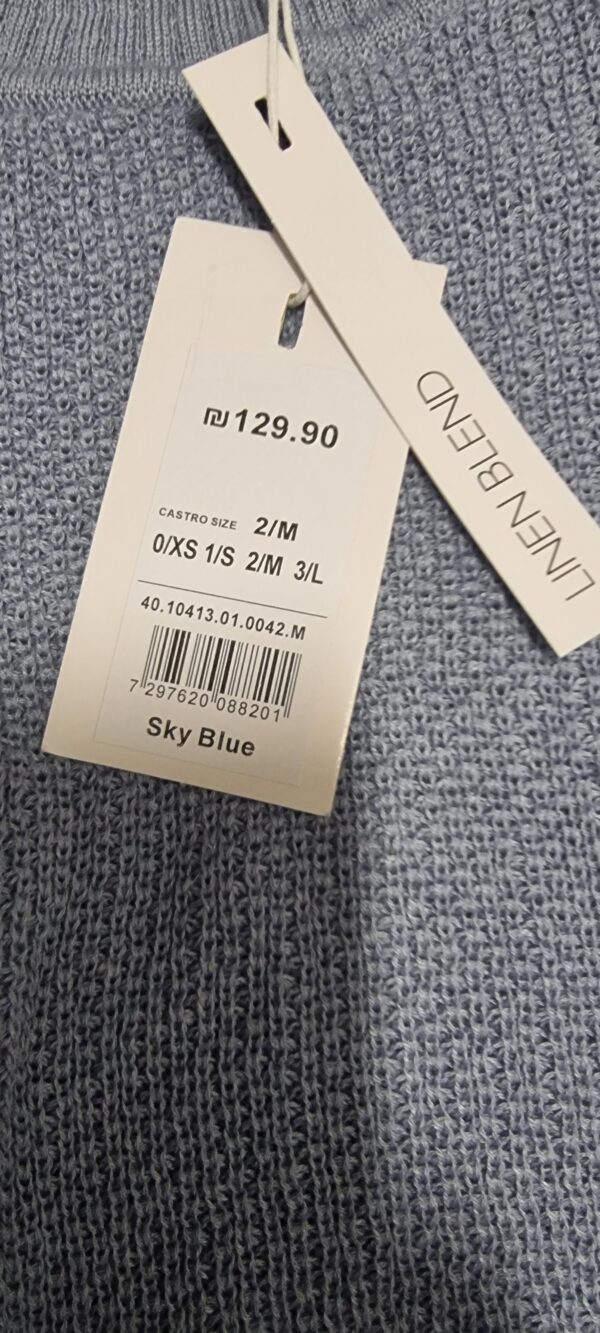 LINEN BLEND
₪129.90
CASTRO SIZE 2/M
0/XS 1/S 2/M 3/L
40.10413.01.0042.M
7 297620 088201
Sky Blue